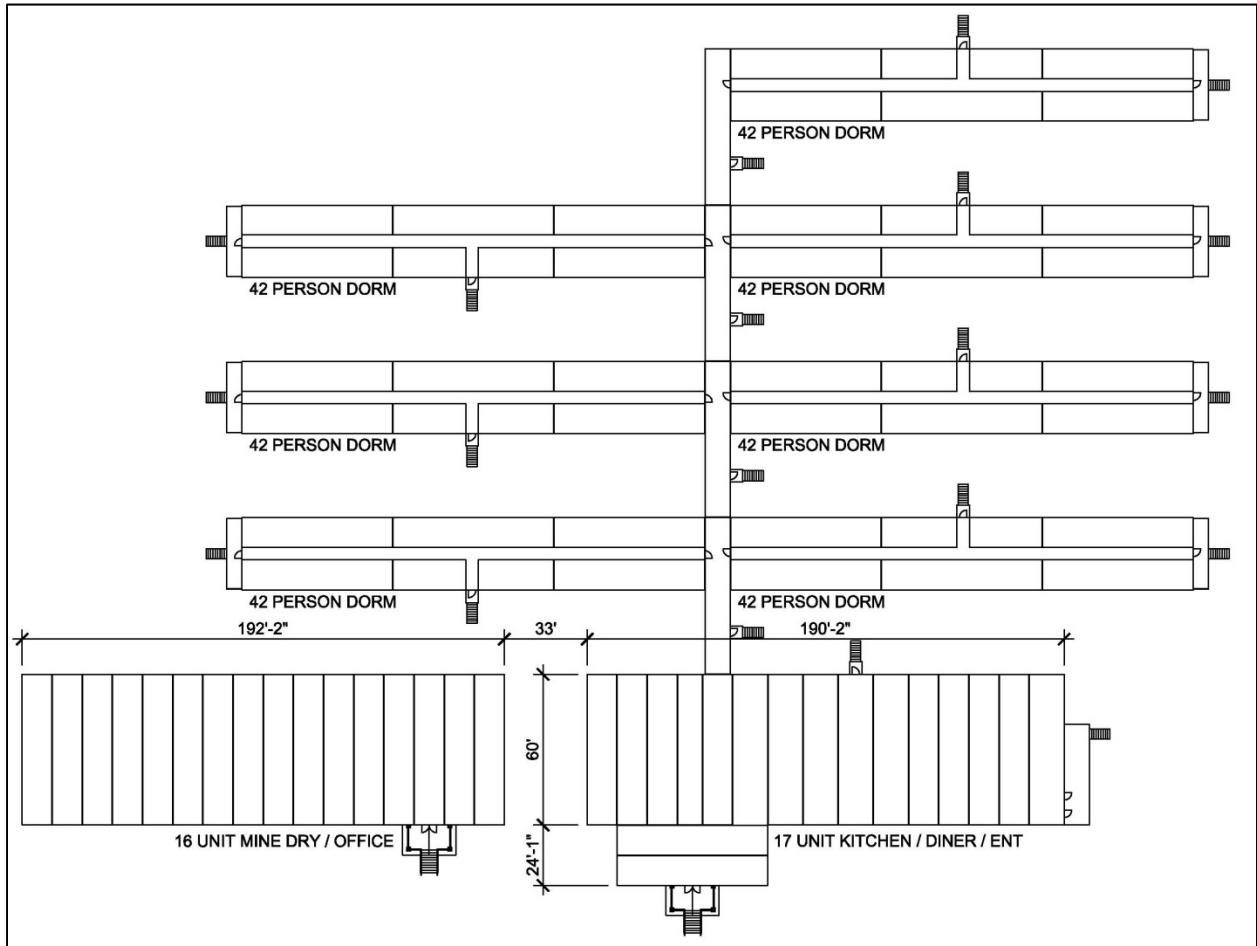 42 PERSON DORM
42 PERSON DORM
42 PERSON DORM
42 PERSON DORM
42 PERSON DORM
42 PERSON DORM
42 PERSON DORM
192'-2"
33'
190'-2"
60'
16 UNIT MINE DRY / OFFICE
24'-1"
17 UNIT KITCHEN / DINER / ENT